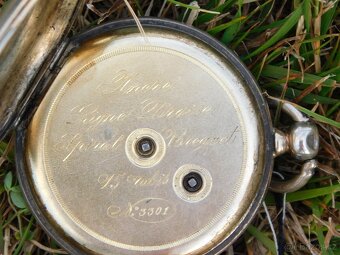 Ancre
Ligne Droite
Spiral Breguet
15 Rubis
No. 3301